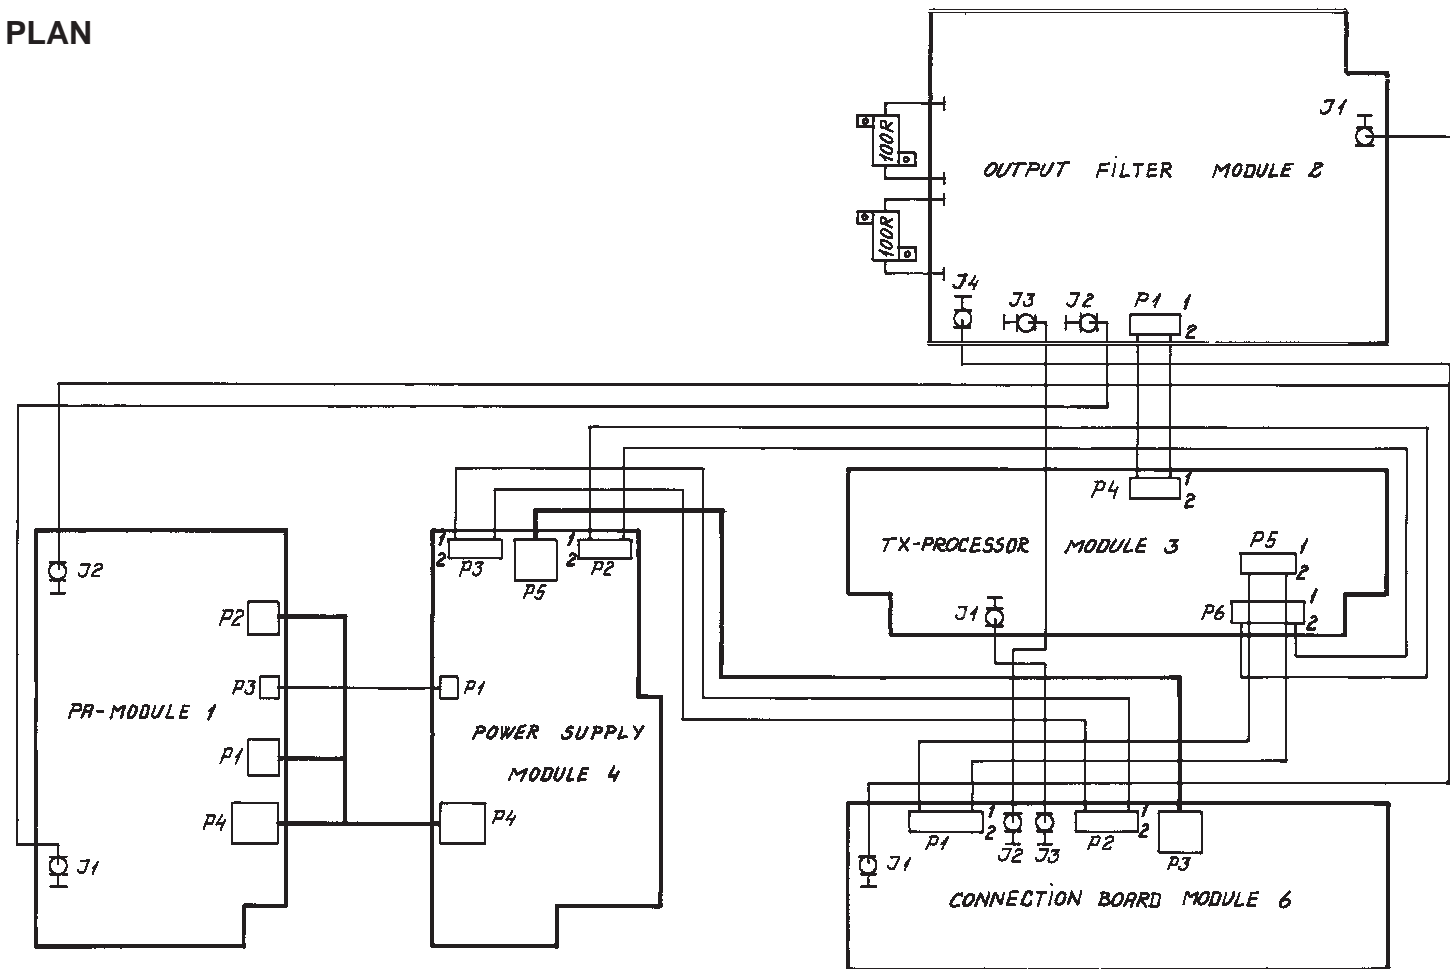 PLAN
J1
100R
OUTPUT FILTER MODULE 2
100R
J4
J3
J2
P1
1
2
P4
1
2
TX-PROCESSOR MODULE 3
P5
1
2
P6
1
2
J1
1
2
P3
P5
1
2
P2
J2
P2
P3
P1
PA-MODULE 1
POWER SUPPLY
MODULE 4
P1
P4
P4
J1
P1
1
2
J2
J3
P2
1
2
P3
J1
CONNECTION BOARD MODULE 6